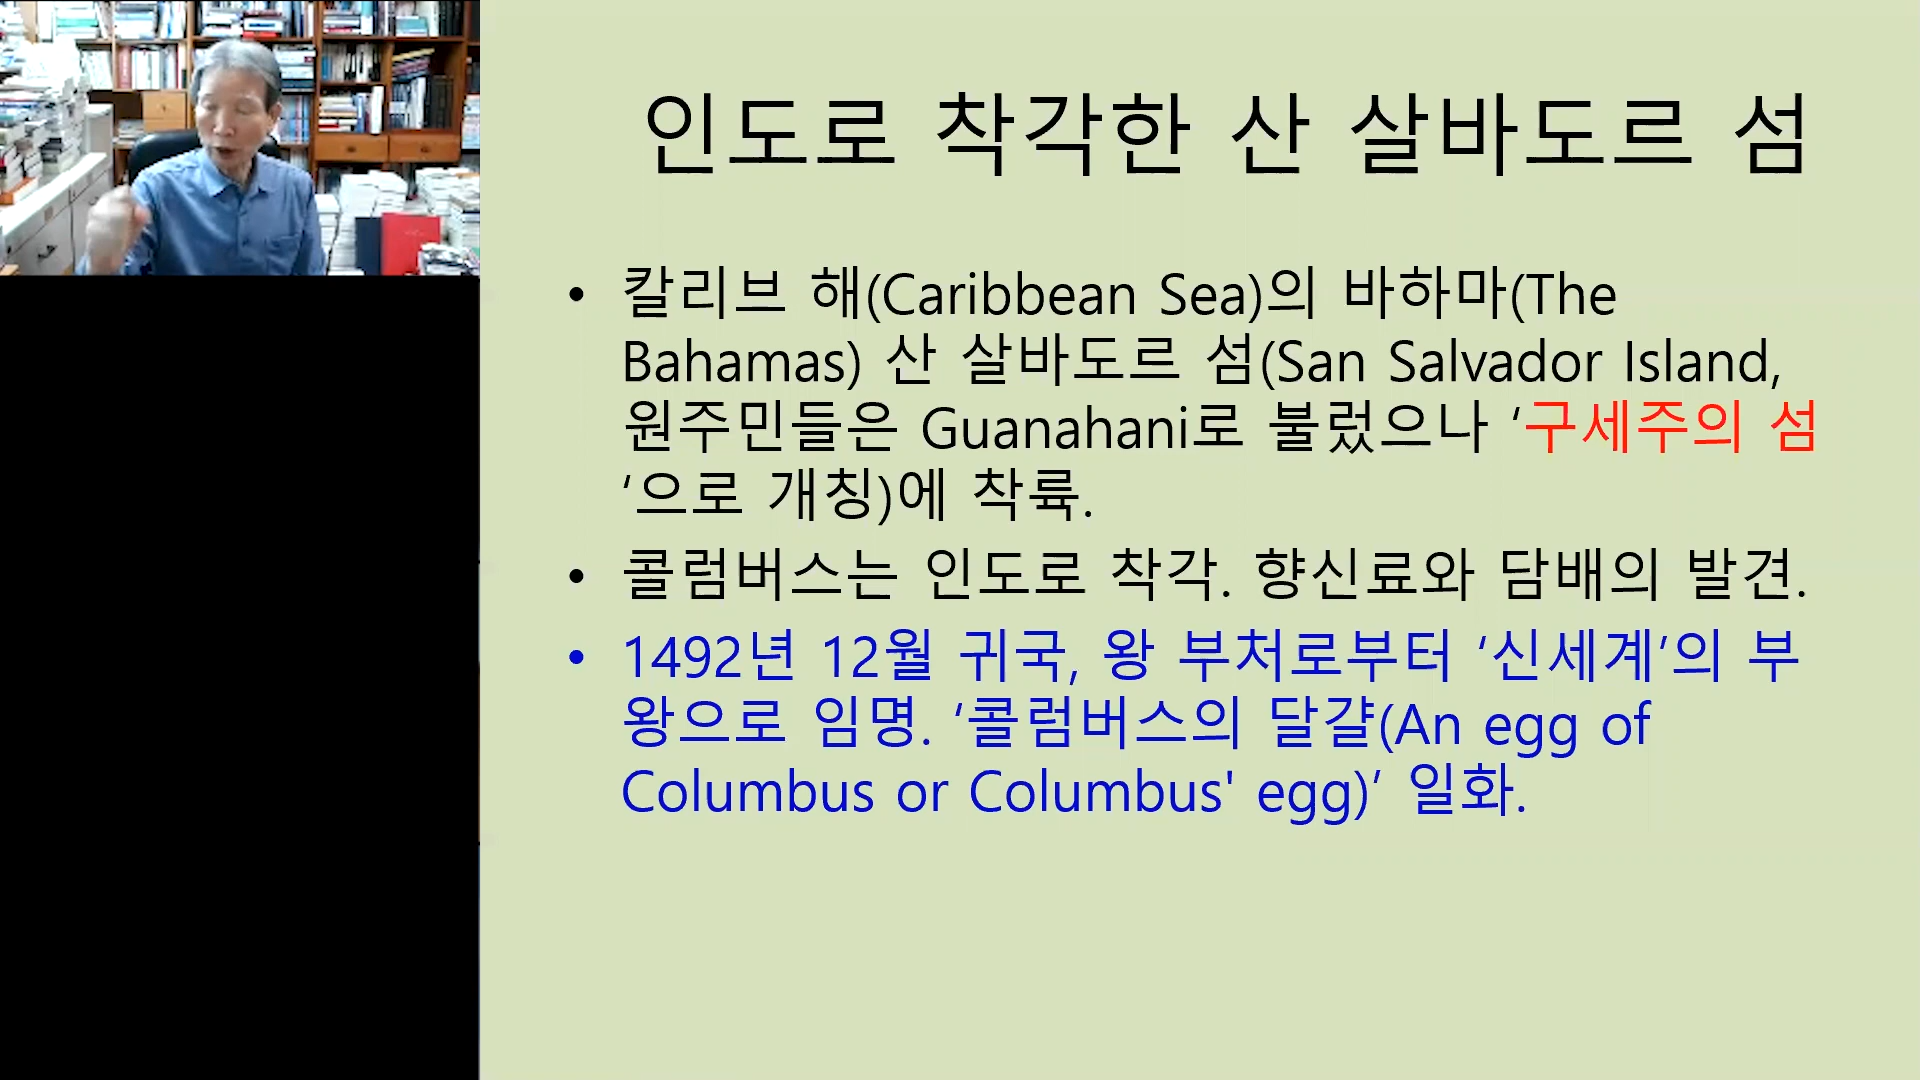 인도로 착각한 산 살바도르 섬
• 칼리브 해(Caribbean Sea)의 바하마(The
Bahamas) 산 살바도르 섬(San Salvador Island,
원주민들은 Guanahani로 불렀으나 ‘구세주의 섬
‘으로 개칭)에 착륙.
• 콜럼버스는 인도로 착각. 향신료와 담배의 발견.
• 1492년 12월 귀국, 왕 부처로부터 ‘신세계’의 부
왕으로 임명. ‘콜럼버스의 달걀(An egg of
Columbus or Columbus' egg)’ 일화.